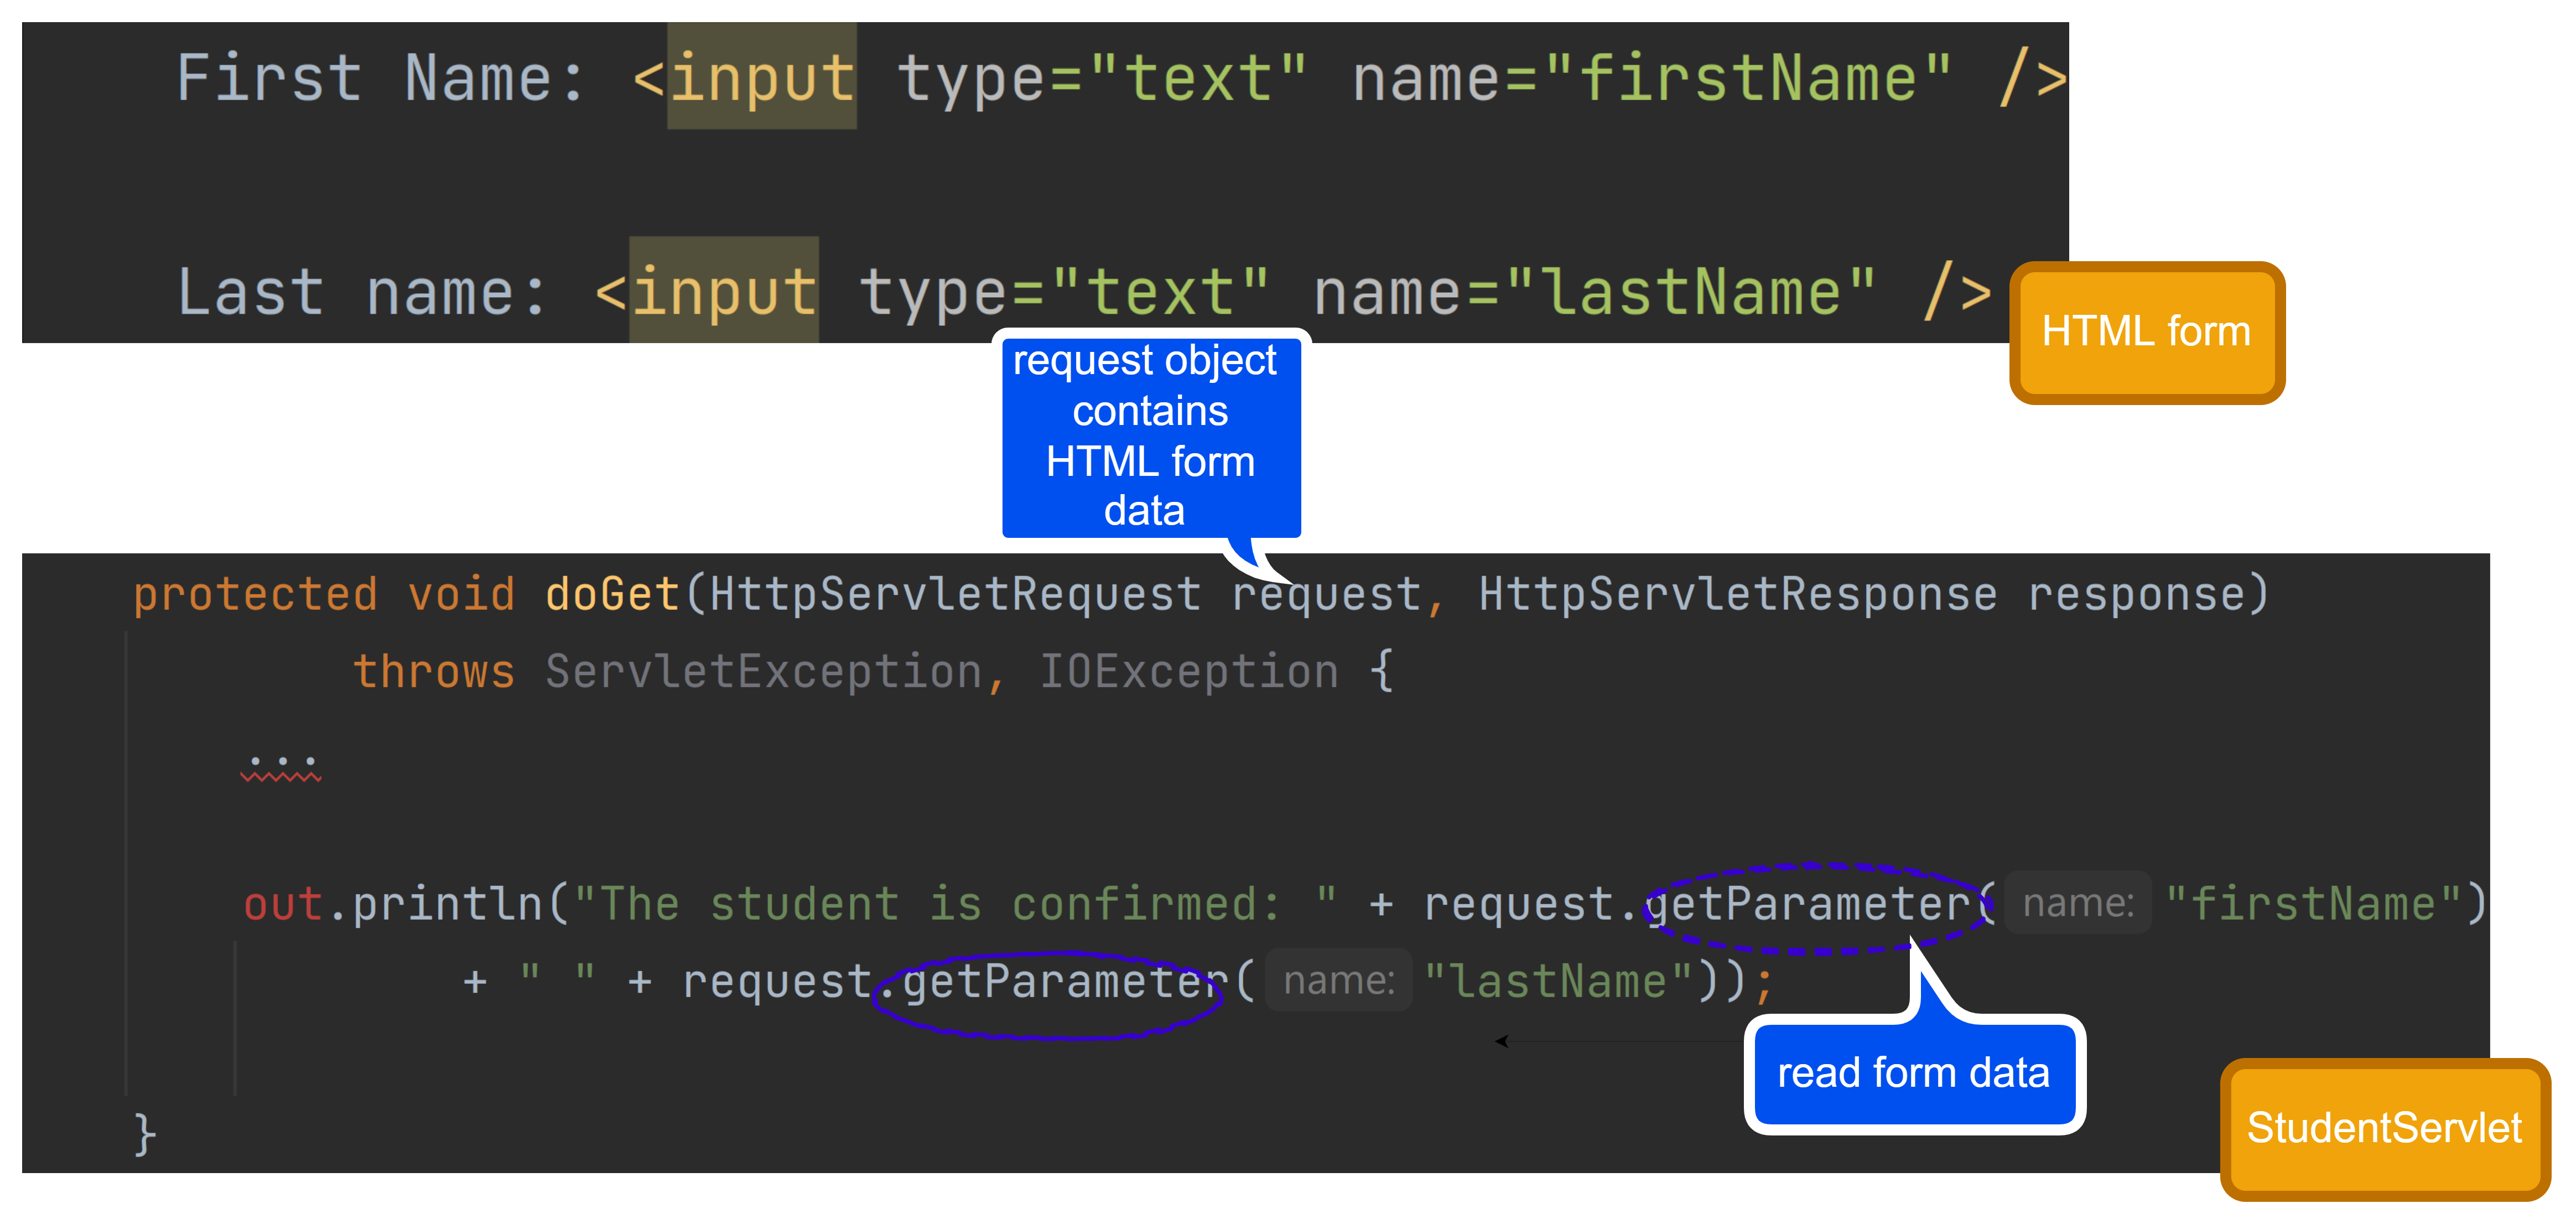 First Name: <input type="text" name="firstName" />
Last name: <input type="text" name="lastName" />
HTML form
request object
contains
HTML form
data
protected void doGet(HttpServletRequest request, HttpServletResponse response)
throws ServletException, IOException {
...
out.println("The student is confirmed: " + request.getParameter( name: "firstName")
+ " " + request.getParameter( name: "lastName"));
read form data
}
StudentServlet